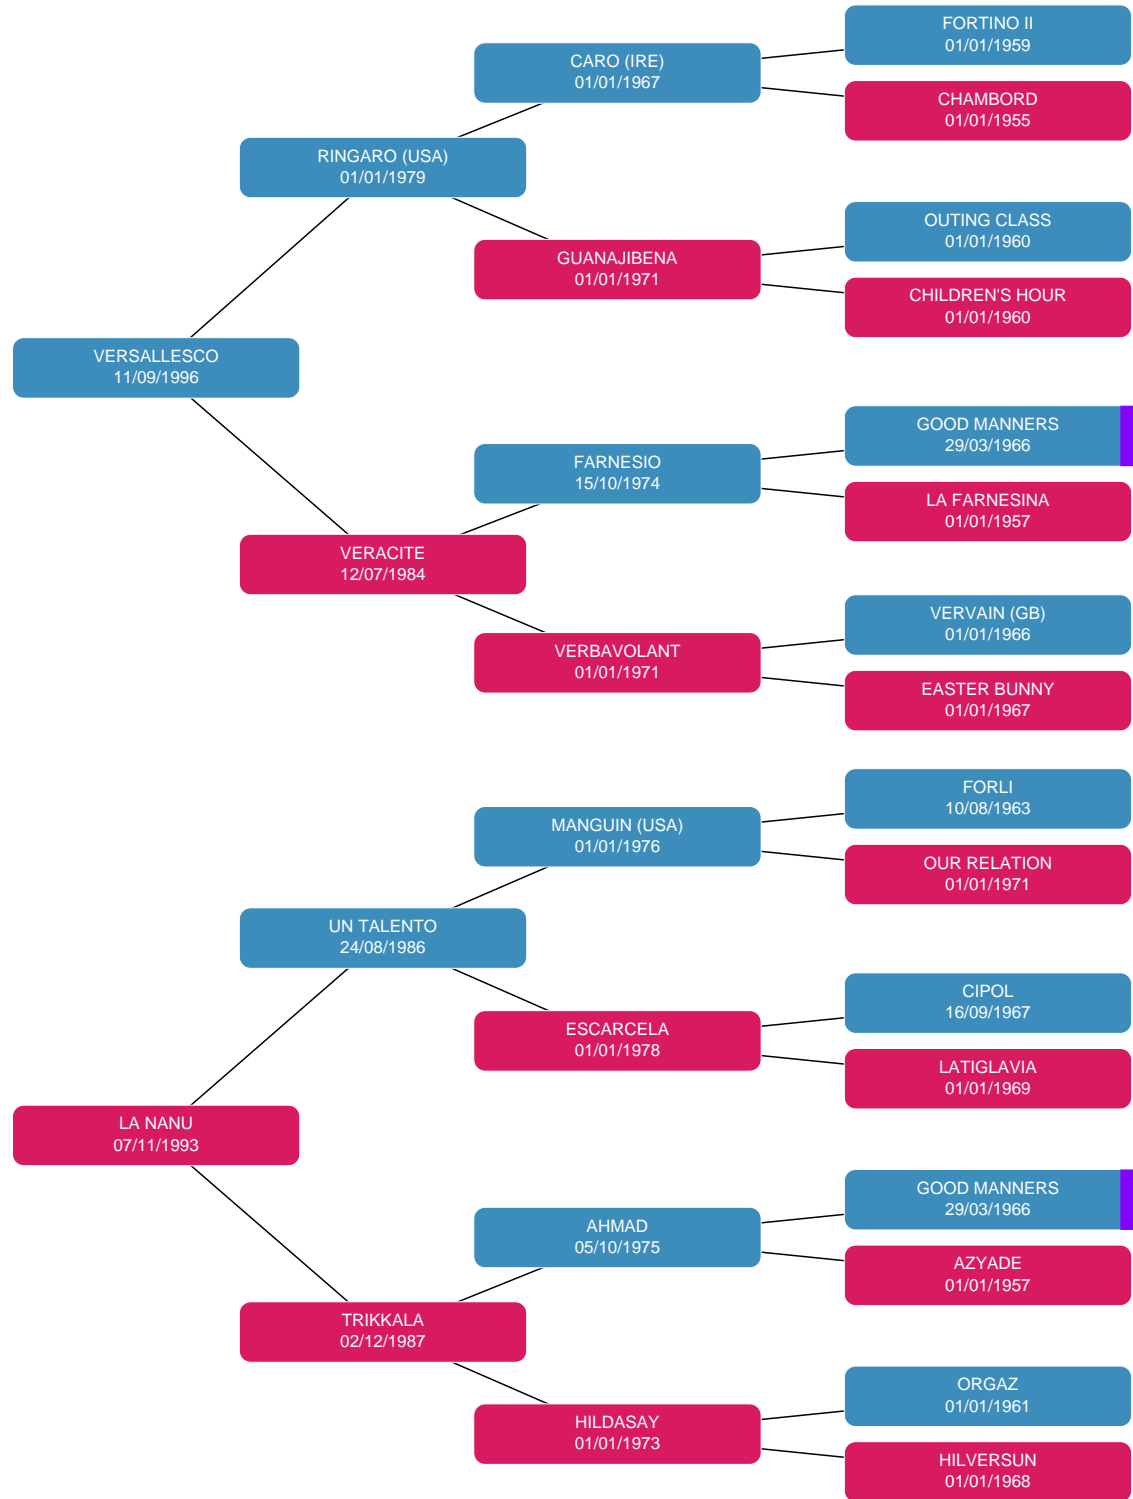 FORTINO II
01/01/1959
CARO (IRE)
01/01/1967
CHAMBORD
01/01/1955
RINGARO (USA)
01/01/1979
OUTING CLASS
01/01/1960
GUANAJIBENA
01/01/1971
CHILDREN'S HOUR
01/01/1960
VERSALLESCO
11/09/1996
GOOD MANNERS
29/03/1966
FARNESIO
15/10/1974
LA FARNESINA
01/01/1957
VERACITE
12/07/1984
VERVAIN (GB)
01/01/1966
VERBAVOLANT
01/01/1971
EASTER BUNNY
01/01/1967
FORLI
10/08/1963
MANGUIN (USA)
01/01/1976
OUR RELATION
01/01/1971
UN TALENTO
24/08/1986
CIPOL
16/09/1967
ESCARCELA
01/01/1978
LATIGLAVIA
01/01/1969
LA NANU
07/11/1993
GOOD MANNERS
29/03/1966
AHMAD
05/10/1975
AZYADE
01/01/1957
TRIKKALA
02/12/1987
ORGAZ
01/01/1961
HILDASAY
01/01/1973
HILVERSUN
01/01/1968